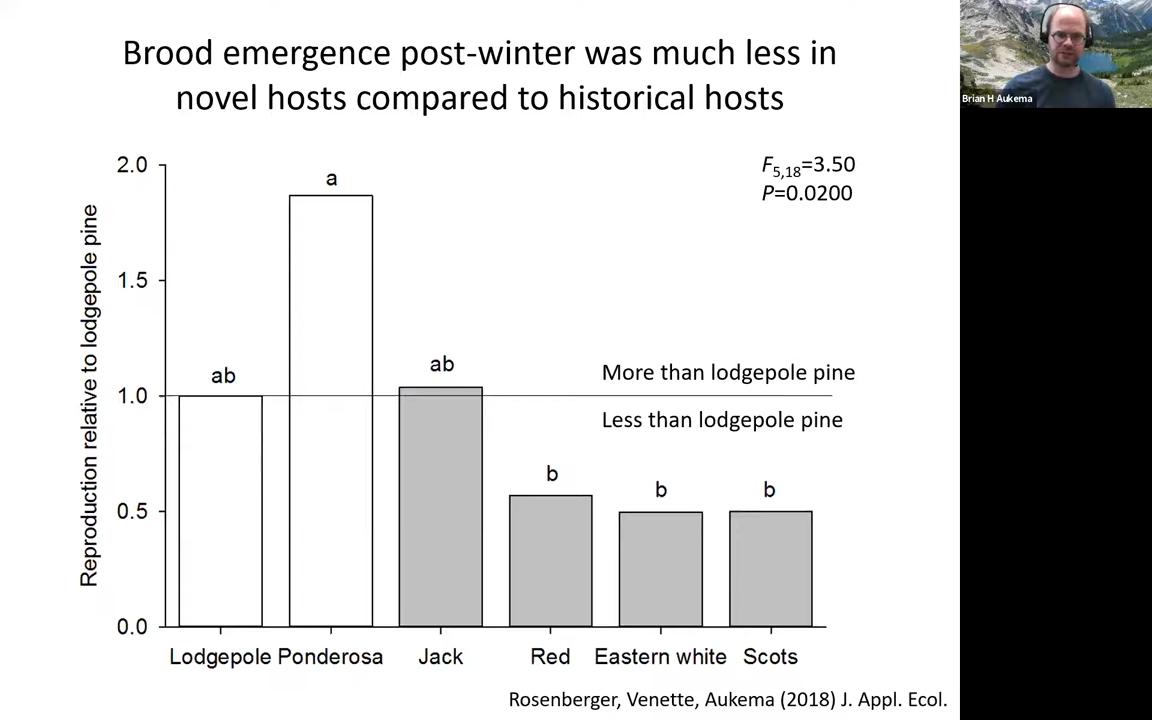 Brood emergence post-winter was much less in
novel hosts compared to historical hosts
Brian H Aukema
F5,18=3.50
P=0.0200
Reproduction relative to lodgepole pine
2.0
1.5
1.0
0.5
0.0
a
ab
ab
b
b
b
More than lodgepole pine
Less than lodgepole pine
Lodgepole Ponderosa Jack Red Eastern white Scots
Rosenberger, Venette, Aukema (2018) J. Appl. Ecol.